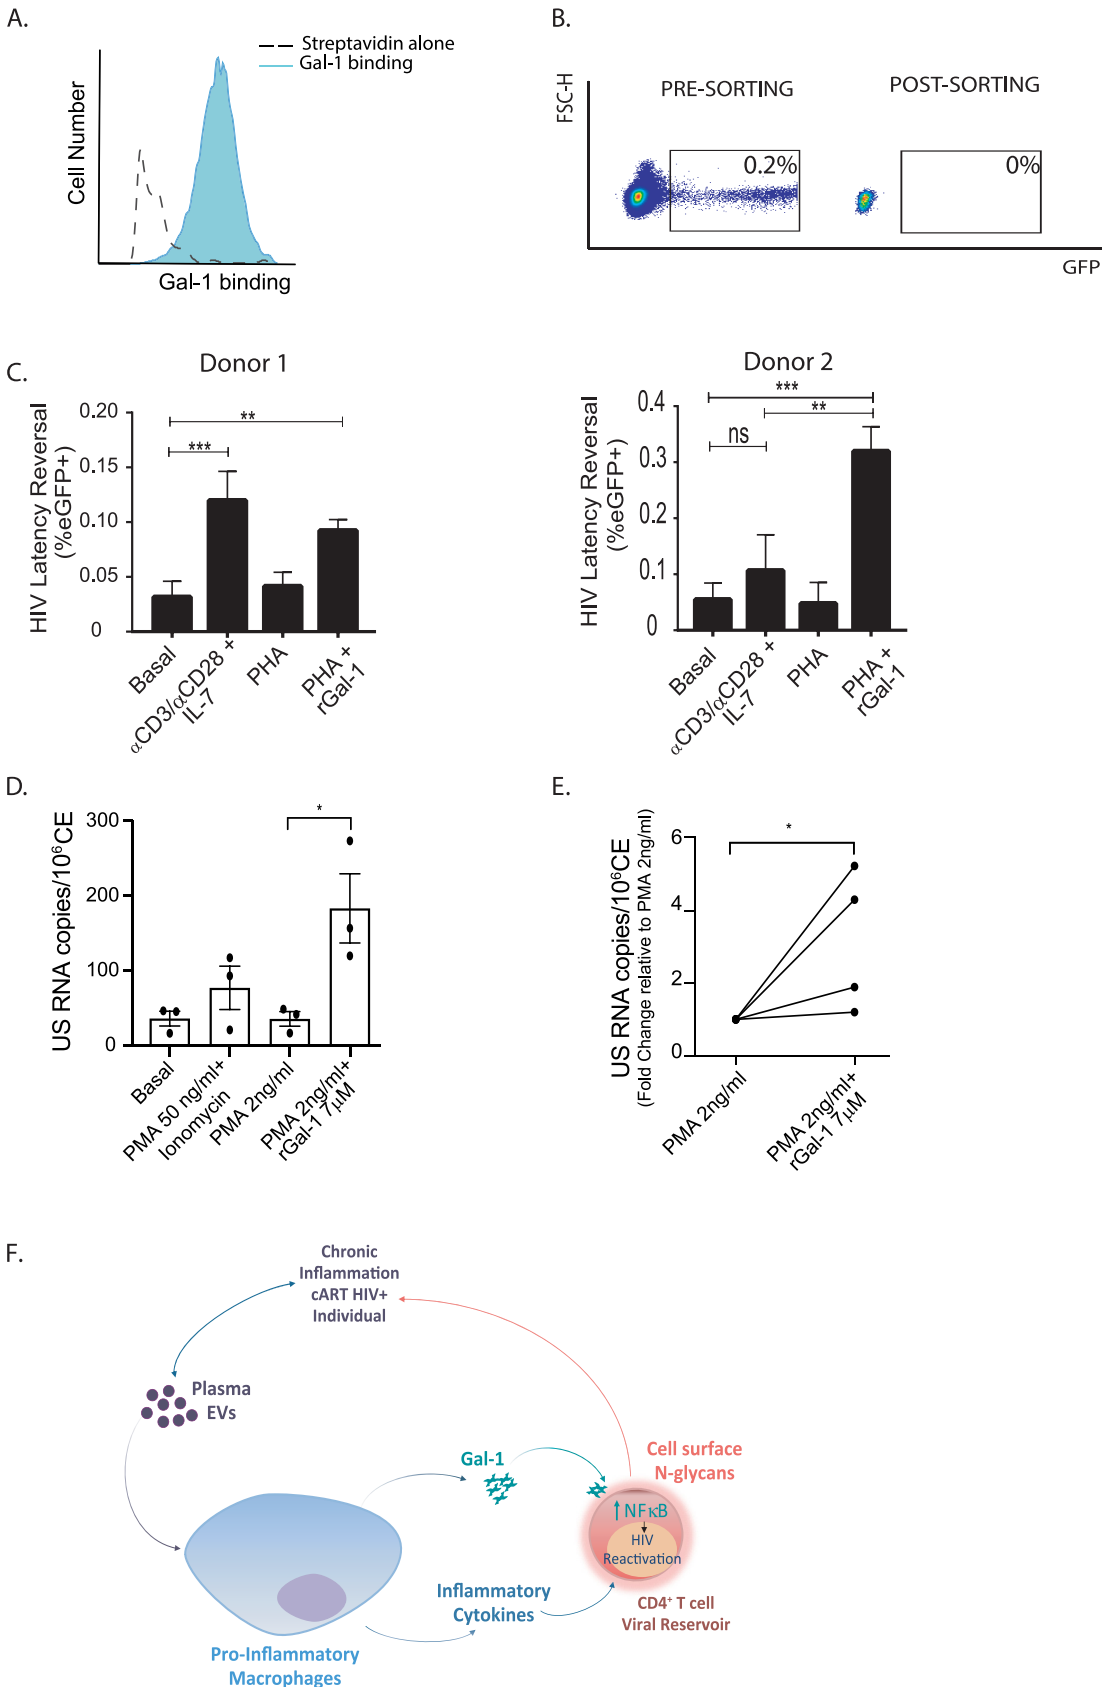 A.
Streptavidin alone
Gal-1 binding
Cell Number
Gal-1 binding
B.
FSC-H
PRE-SORTING
POST-SORTING
0.2%
0%
GFP
C.
Donor 1
HIV Latency Reversal
(%eGFP+)
0.20
0.15
0.10
0.05
0
**
***
Basal
αCD3/αCD28 +
IL-7
PHA
PHA +
rGal-1
Donor 2
HIV Latency Reversal
(%eGFP+)
0.4
0.3
0.2
0.1
0
***
**
ns
Basal
αCD3/αCD28 +
IL-7
PHA
PHA +
rGal-1
D.
US RNA copies/10⁶CE
300
200
100
0
*
Basal
PMA 50 ng/ml+
Ionomycin
PMA 2ng/ml
PMA 2ng/ml+
rGal-1 7μM
E.
US RNA copies/10⁶CE
(Fold Change relative to PMA 2ng/ml)
6
4
2
0
*
PMA 2ng/ml
PMA 2ng/ml+
rGal-1 7μM
F.
Chronic
Inflammation
cART HIV+
Individual
Plasma
EVs
Gal-1
Cell surface
N-glycans
NFκB
HIV
Reactivation
Inflammatory
Cytokines
CD4⁺ T cell
Viral Reservoir
Pro-Inflammatory
Macrophages